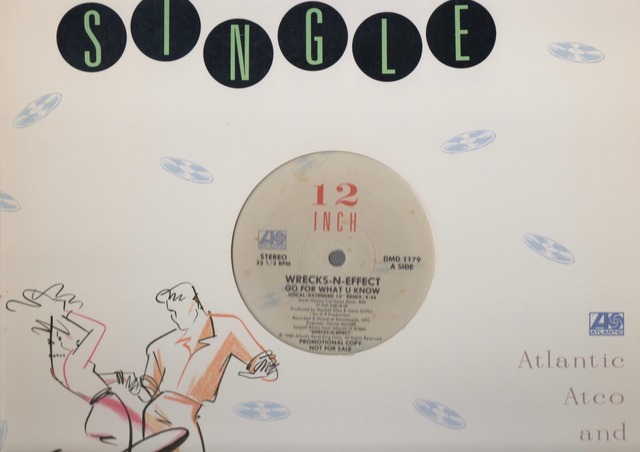 SINGLE
12
INCH
STEREO
33 1/3 RPM
DMD 1179
A SIDE
WRECKS-N-EFFECT
GO FOR WHAT U KNOW
PROMOTIONAL COPY
NOT FOR SALE
ATLANTIC
Atlantic
Atco
and